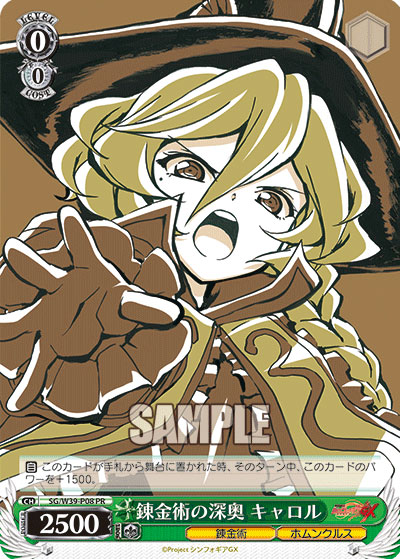 LEVEL
0
0
COST
SAMPLE
このカードが手札から舞台に置かれた時、そのターン中、このカードのパ
ワーを+1500。
CH
SG/W39-P08 PR
POWER
2500
錬金術の深奥 キャロル
錬金術
ホムンクルス
©Project シンフォギアGX